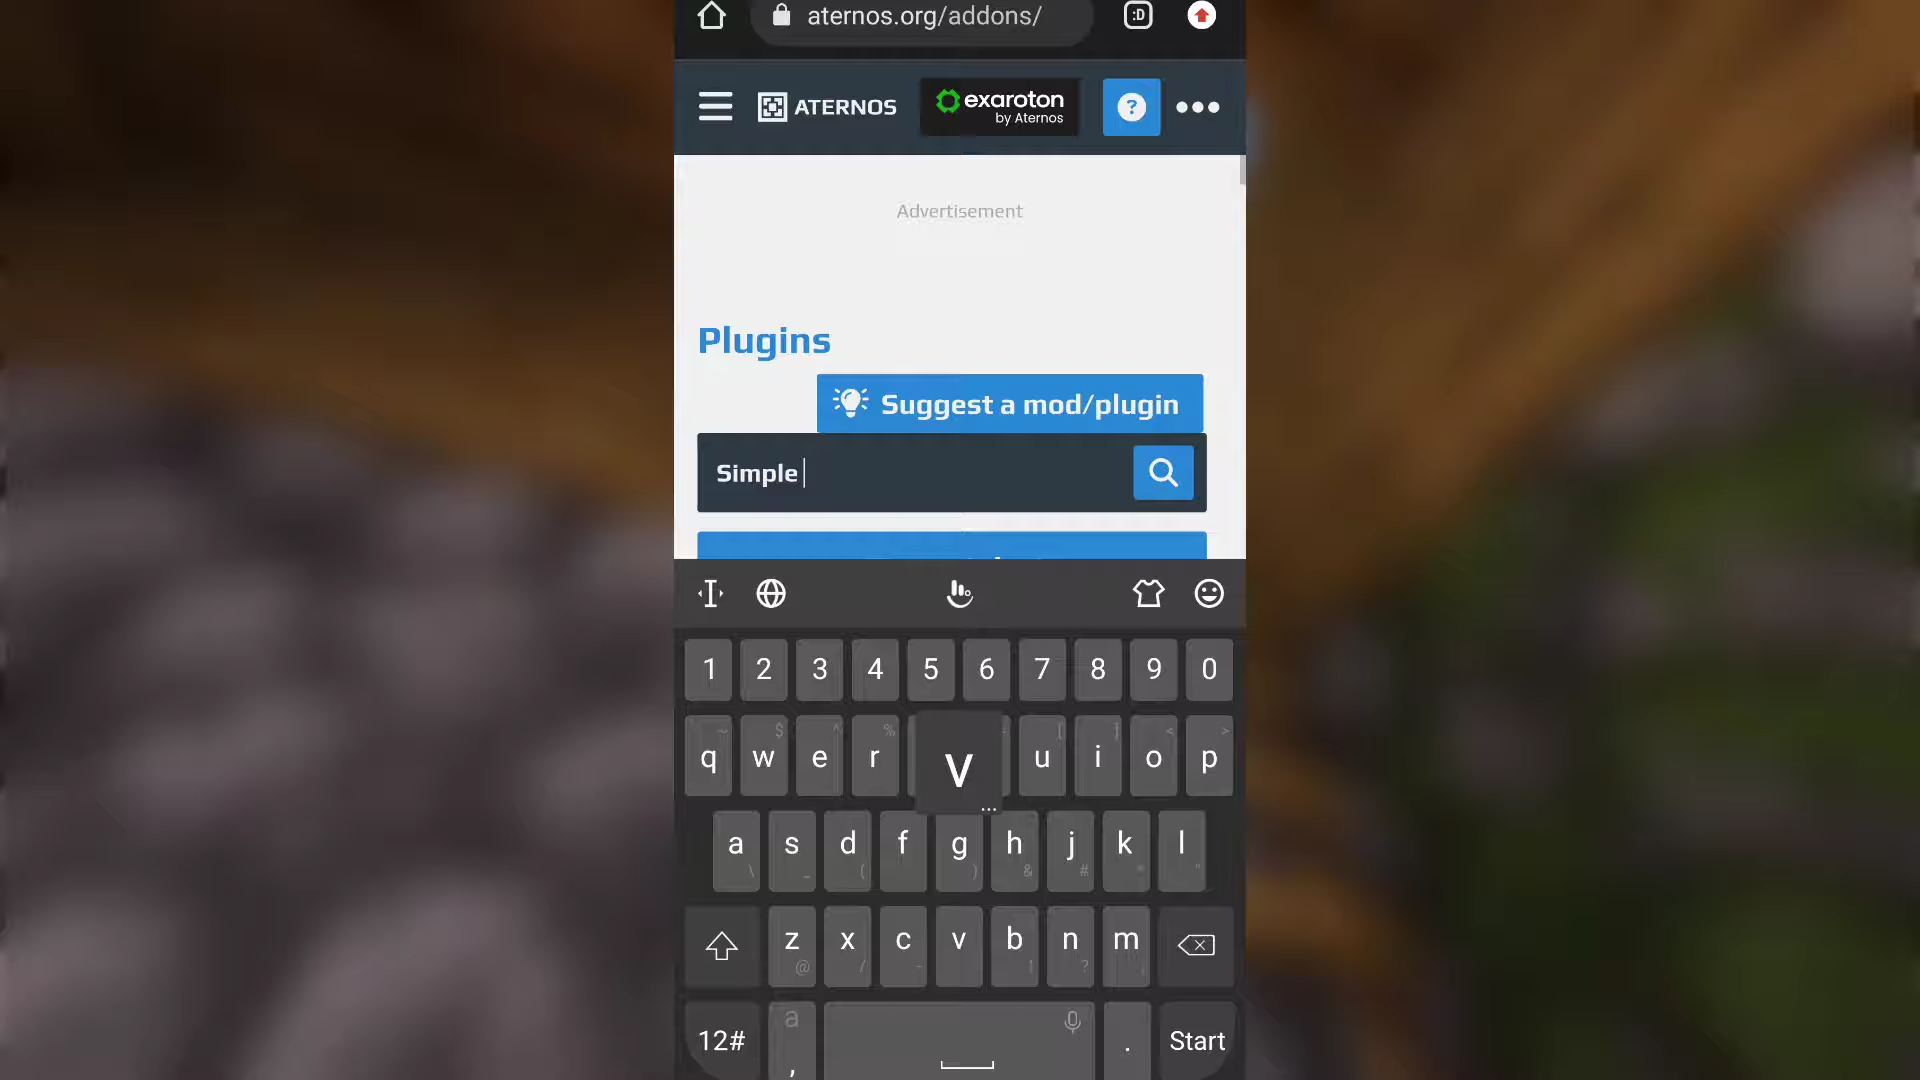 aternos.org/addons/
:D
ATERNOS
exaroton
by Aternos
?
Advertisement
Plugins
Suggest a mod/plugin
Simple
1 2 3 4 5 6 7 8 9 0
q w e r v u i o p
a s d f g h j k l
z x c v b n m
12# , . Start